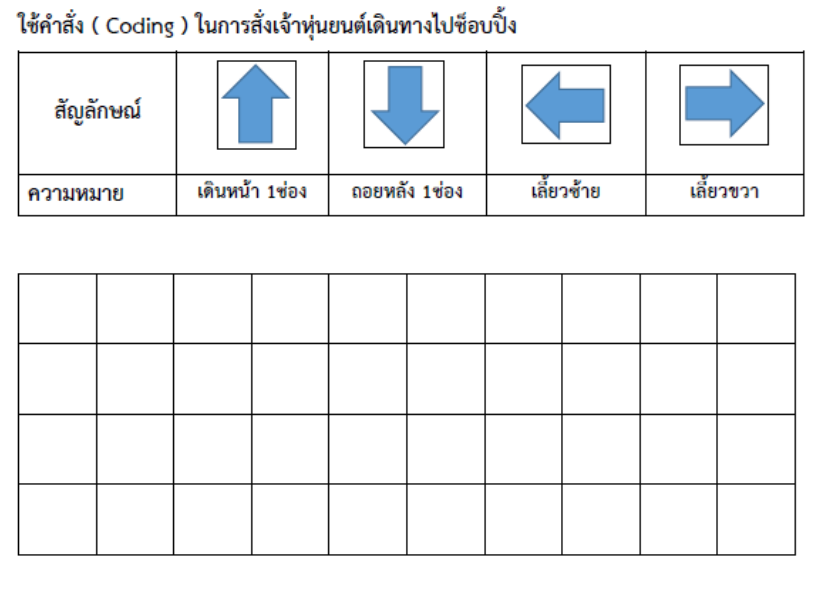 ใช้คำสั่ง ( Coding ) ในการสั่งเจ้าหุ่นยนต์เดินทางไปช็อบปิ้ง
สัญลักษณ์
ความหมาย เดินหน้า 1ช่อง ถอยหลัง 1ช่อง เลี้ยวซ้าย เลี้ยวขวา